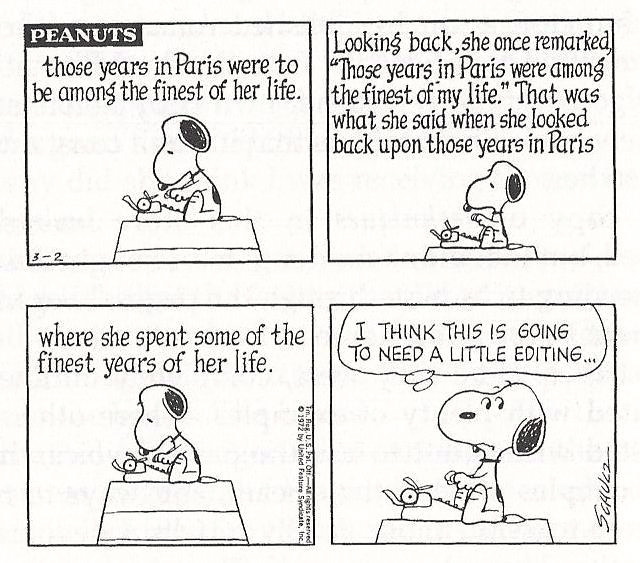 PEANUTS
those years in Paris were to
be among the finest of her life.
3-2
Looking back, she once remarked,
"Those years in Paris were among
the finest of my life." That was
what she said when she looked
back upon those years in Paris
where she spent some of the
finest years of her life.
Tm. Reg. U. S. Pat. Off.—All rights reserved
© 1972 by United Feature Syndicate, Inc.
I THINK THIS IS GOING
TO NEED A LITTLE EDITING...
SCHULZ